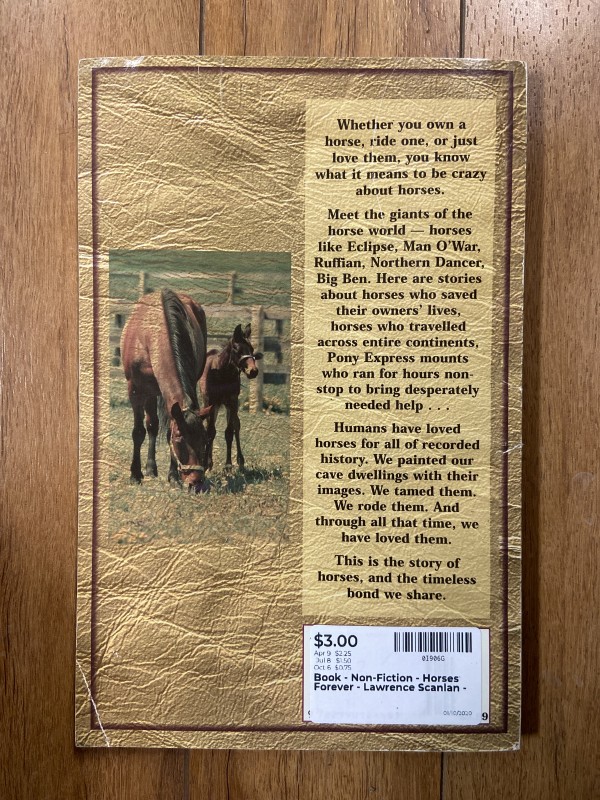 Whether you own a
horse, ride one, or just
love them, you know
what it means to be crazy
about horses.
Meet the giants of the
horse world — horses
like Eclipse, Man O'War,
Ruffian, Northern Dancer,
Big Ben. Here are stories
about horses who saved
their owners' lives,
horses who travelled
across entire continents,
Pony Express mounts
who ran for hours non-
stop to bring desperately
needed help . . .
Humans have loved
horses for all of recorded
history. We painted our
cave dwellings with their
images. We tamed them.
We rode them. And
through all that time, we
have loved them.
This is the story of
horses, and the timeless
bond we share.
$3.00
Apr 9 $2.25
Jul 8 $1.50
Oct 6 $0.75
01906G
Book - Non-Fiction - Horses
Forever - Lawrence Scanlan -
9